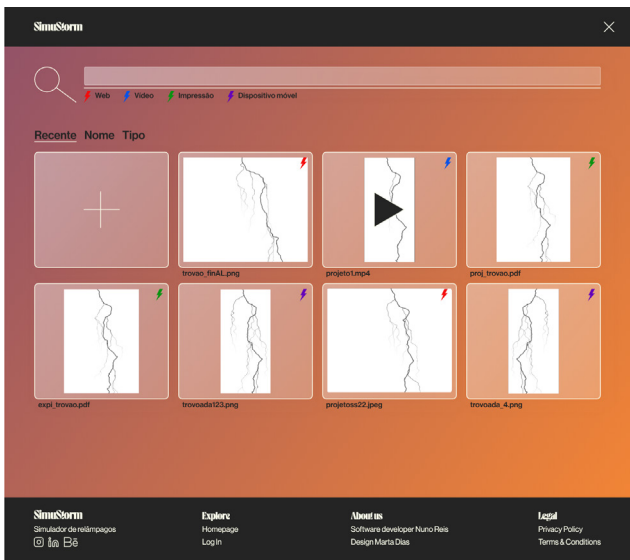 SimuStorm
Web Vídeo Impressão Dispositivo móvel
Recente Nome Tipo
trovao_finAL.png projeto1.mp4 proj_trovao.pdf
expi_trovao.pdf trovoada123.png projetoss22.jpeg trovoada_4.png
SimuStorm Explore About us Legal
Simulador de relâmpagos Homepage Software developer Nuno Reis Privacy Policy
in Bē Log In Design Marta Dias Terms & Conditions